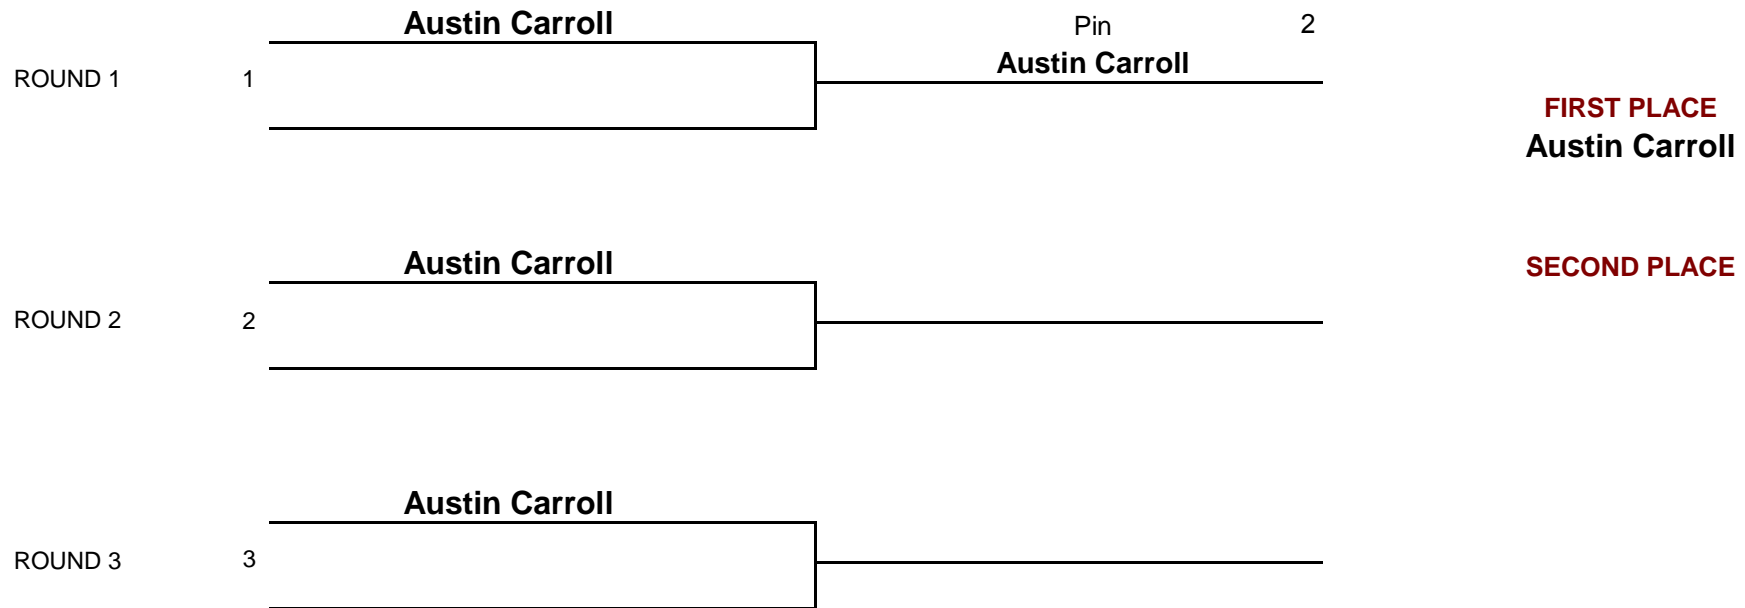 Austin Carroll
Pin 2
Austin Carroll
ROUND 1 1
FIRST PLACE
Austin Carroll
Austin Carroll
SECOND PLACE
ROUND 2 2
Austin Carroll
ROUND 3 3